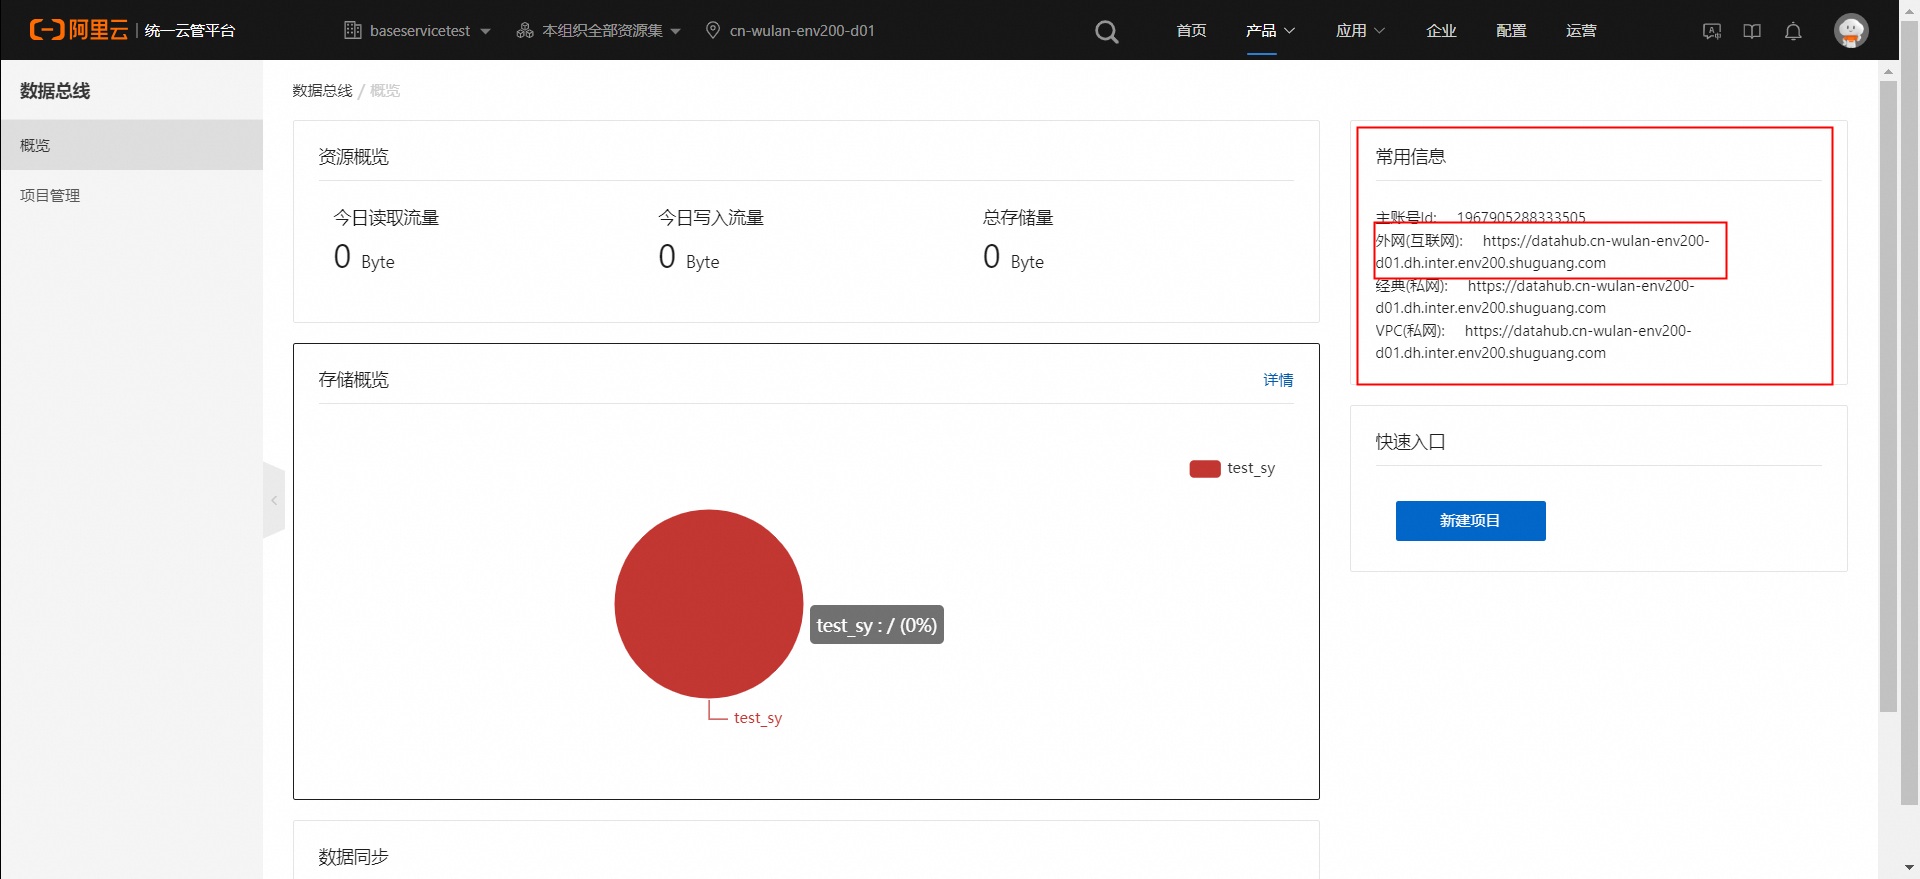 阿里云 | 统一云管平台
baseservicetest
本组织全部资源集
cn-wulan-env200-d01
首页
产品
应用
企业
配置
运营
数据总线
概览
项目管理
数据总线 / 概览
资源概览
今日读取流量
0 Byte
今日写入流量
0 Byte
总存储量
0 Byte
存储概览
详情
test_sy
test_sy : / (0%)
test_sy
数据同步
常用信息
主账号Id: 1967905288333505
外网(互联网): https://datahub.cn-wulan-env200-
d01.dh.inter.env200.shuguang.com
经典(私网): https://datahub.cn-wulan-env200-
d01.dh.inter.env200.shuguang.com
VPC(私网): https://datahub.cn-wulan-env200-
d01.dh.inter.env200.shuguang.com
快速入口
新建项目